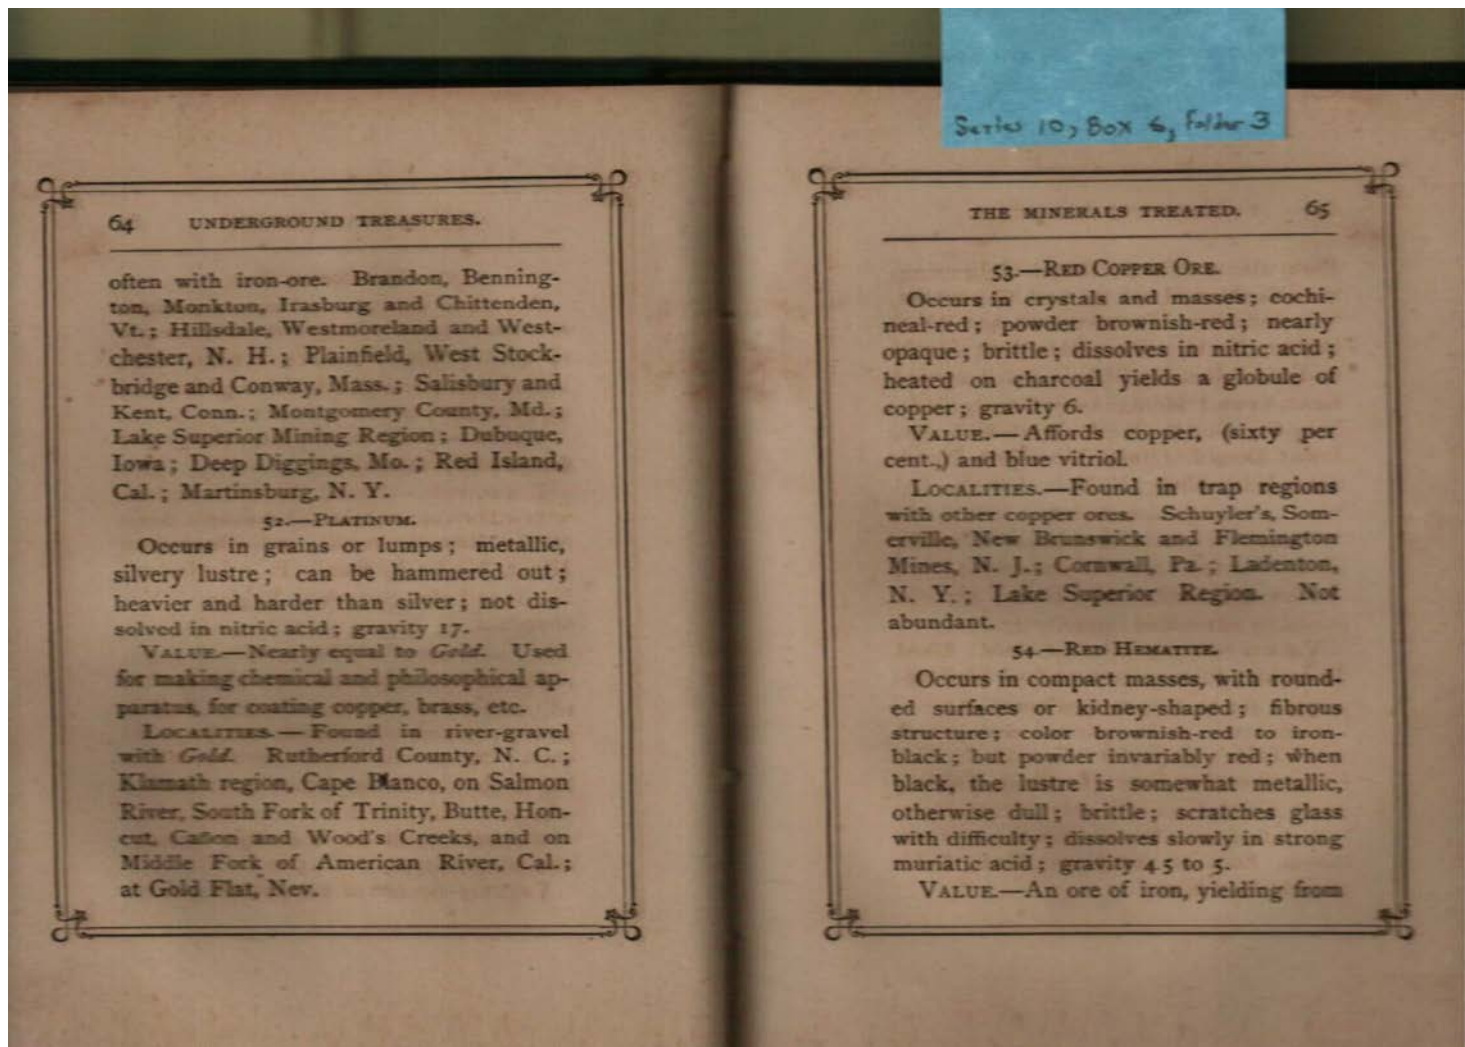 Series 10, Box 6, Folder 3
64 UNDERGROUND TREASURES.
often with iron-ore. Brandon, Benning-
ton, Monkton, Irasburg and Chittenden,
Vt.; Hillsdale, Westmoreland and West-
chester, N. H.; Plainfield, West Stock-
bridge and Conway, Mass.; Salisbury and
Kent, Conn.; Montgomery County, Md.;
Lake Superior Mining Region; Dubuque,
Iowa; Deep Diggings, Mo.; Red Island,
Cal.; Martinsburg, N. Y.
52.—PLATINUM.
Occurs in grains or lumps; metallic,
silvery lustre; can be hammered out;
heavier and harder than silver; not dis-
solved in nitric acid; gravity 17.
VALUE.—Nearly equal to Gold. Used
for making chemical and philosophical ap-
paratus, for coating copper, brass, etc.
LOCALITIES.—Found in river-gravel
with Gold. Rutherford County, N. C.;
Klamath region, Cape Blanco, on Salmon
River, South Fork of Trinity, Butte, Hon-
cut, Cañon and Wood's Creeks, and on
Middle Fork of American River, Cal.;
at Gold Flat, Nev.
THE MINERALS TREATED. 65
53.—RED COPPER ORE.
Occurs in crystals and masses; cochi-
neal-red; powder brownish-red; nearly
opaque; brittle; dissolves in nitric acid;
heated on charcoal yields a globule of
copper; gravity 6.
VALUE.—Affords copper, (sixty per
cent.,) and blue vitriol.
LOCALITIES.—Found in trap regions
with other copper ores. Schuyler's, Som-
erville, New Brunswick and Flemington
Mines, N. J.; Cornwall, Pa.; Ladenton,
N. Y.; Lake Superior Region. Not
abundant.
54.—RED HEMATITE.
Occurs in compact masses, with round-
ed surfaces or kidney-shaped; fibrous
structure; color brownish-red to iron-
black; but powder invariably red; when
black, the lustre is somewhat metallic,
otherwise dull; brittle; scratches glass
with difficulty; dissolves slowly in strong
muriatic acid; gravity 4.5 to 5.
VALUE.—An ore of iron, yielding from